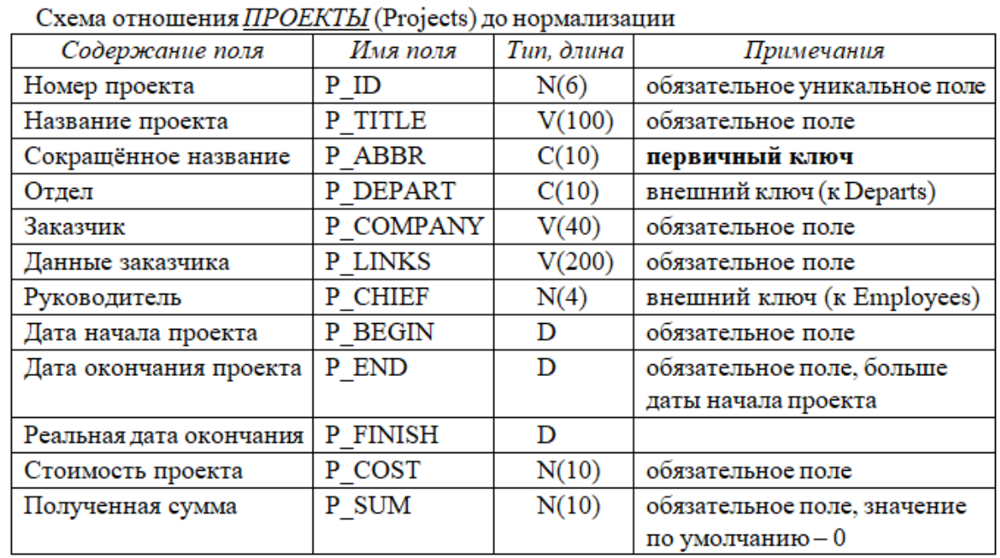 Схема отношения ПРОЕКТЫ (Projects) до нормализации
Содержание поля Имя поля Тип, длина Примечания
Номер проекта P_ID N(6) обязательное уникальное поле
Название проекта P_TITLE V(100) обязательное поле
Сокращённое название P_ABBR C(10) первичный ключ
Отдел P_DEPART C(10) внешний ключ (к Departs)
Заказчик P_COMPANY V(40) обязательное поле
Данные заказчика P_LINKS V(200) обязательное поле
Руководитель P_CHIEF N(4) внешний ключ (к Employees)
Дата начала проекта P_BEGIN D обязательное поле
Дата окончания проекта P_END D обязательное поле, больше
даты начала проекта
Реальная дата окончания P_FINISH D
Стоимость проекта P_COST N(10) обязательное поле
Полученная сумма P_SUM N(10) обязательное поле, значение
по умолчанию – 0